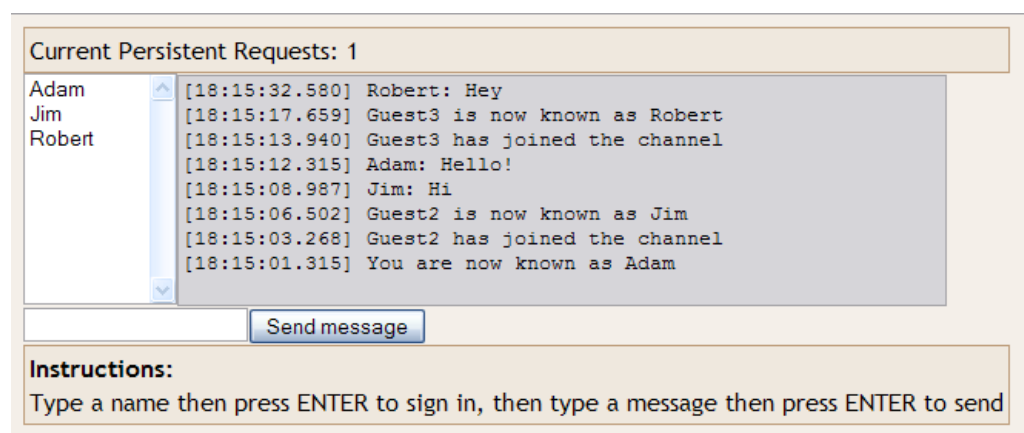 Current Persistent Requests: 1
Adam
Jim
Robert
[18:15:32.580] Robert: Hey
[18:15:17.659] Guest3 is now known as Robert
[18:15:13.940] Guest3 has joined the channel
[18:15:12.315] Adam: Hello!
[18:15:08.987] Jim: Hi
[18:15:06.502] Guest2 is now known as Jim
[18:15:03.268] Guest2 has joined the channel
[18:15:01.315] You are now known as Adam
Send message
Instructions:
Type a name then press ENTER to sign in, then type a message then press ENTER to send